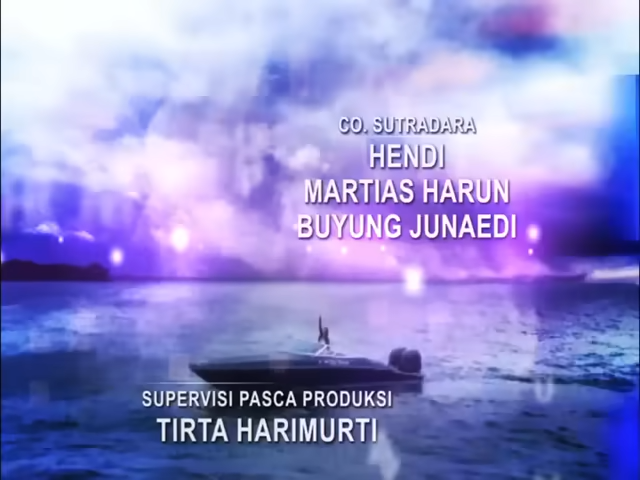 CO. SUTRADARA
HENDI
MARTIAS HARUN
BUYUNG JUNAEDI
SUPERVISI PASCA PRODUKSI
TIRTA HARIMURTI